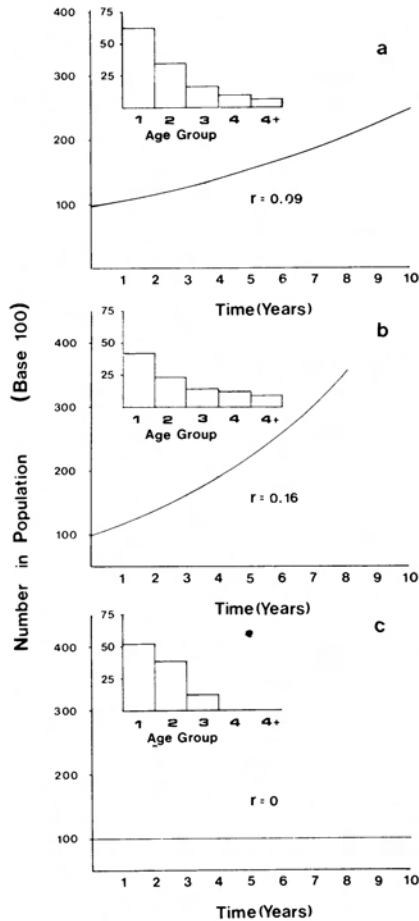 400
300
200
100
75
50
25
1 2 3 4 4+
Age Group
a
r = 0.09
1 2 3 4 5 6 7 8 9 10
Time(Years)
400
300
200
100
75
50
25
1 2 3 4 4+
Age Group
b
r = 0.16
1 2 3 4 5 6 7 8 9 10
Time(Years)
400
300
200
100
75
50
25
1 2 3 4 4+
Age Group
c
r = 0
1 2 3 4 5 6 7 8 9 10
Time(Years)
Number in Population (Base 100)